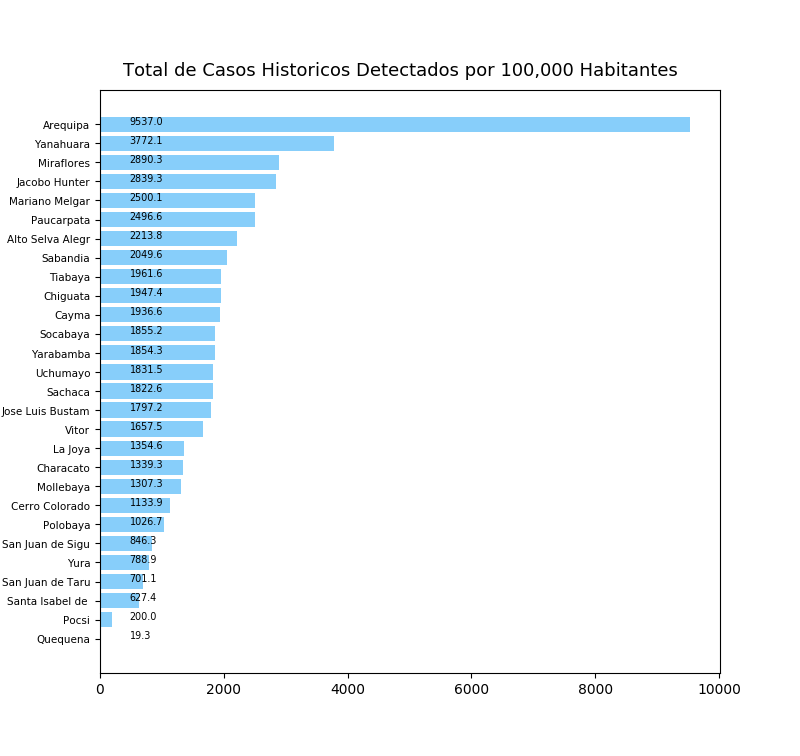 Total de Casos Historicos Detectados por 100,000 Habitantes
Arequipa 9537.0
Yanahuara 3772.1
Miraflores 2890.3
Jacobo Hunter 2839.3
Mariano Melgar 2500.1
Paucarpata 2496.6
Alto Selva Alegr 2213.8
Sabandia 2049.6
Tiabaya 1961.6
Chiguata 1947.4
Cayma 1936.6
Socabaya 1855.2
Yarabamba 1854.3
Uchumayo 1831.5
Sachaca 1822.6
Jose Luis Bustam 1797.2
Vitor 1657.5
La Joya 1354.6
Characato 1339.3
Mollebaya 1307.3
Cerro Colorado 1133.9
Polobaya 1026.7
San Juan de Sigu 846.3
Yura 788.9
San Juan de Taru 701.1
Santa Isabel de 627.4
Pocsi 200.0
Quequena 19.3
0 2000 4000 6000 8000 10000